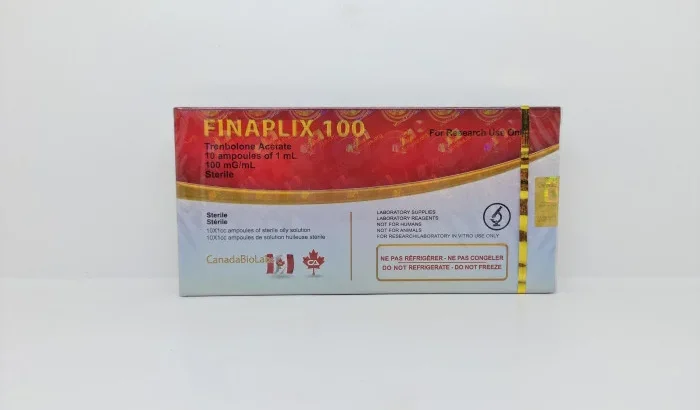 FINAPLIX 100
For Research Use Only
Trenbolone Acetate
10 ampoules of 1 mL
100 mG/mL
Sterile
Sterile
Stérile
10X1cc ampoules of sterile oily solution
10X1cc ampoules de solution huileuse stérile
CanadaBioLabs
CA
LABORATORY SUPPLIES
LABORATORY REAGENTS
NOT FOR HUMANS
NOT FOR ANIMALS
FOR RESEARCH/LABORATORY IN-VITRO USE ONLY
NE PAS RÉFRIGÉRER - NE PAS CONGELER
DO NOT REFRIGERATE - DO NOT FREEZE